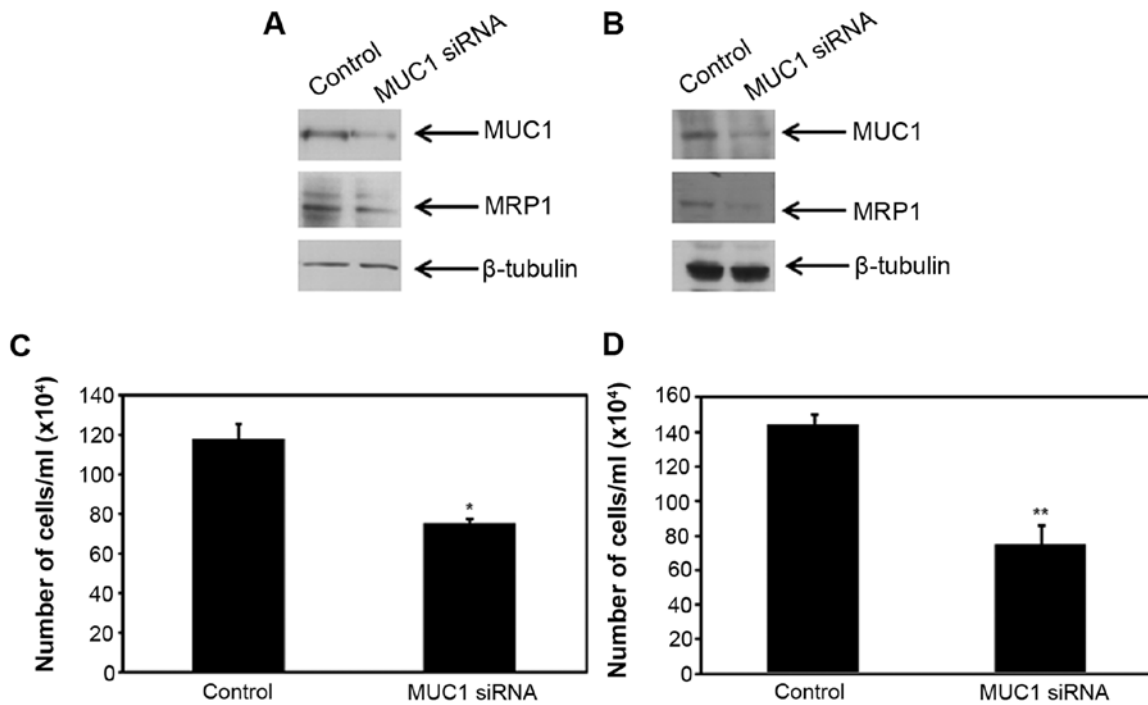 A
Control
MUC1 siRNA
MUC1
MRP1
β-tubulin
B
Control
MUC1 siRNA
MUC1
MRP1
β-tubulin
C
Number of cells/ml (x10⁴)
140
120
100
80
60
40
20
0
*
Control
MUC1 siRNA
D
Number of cells/ml (x10⁴)
160
140
120
100
80
60
40
20
0
**
Control
MUC1 siRNA